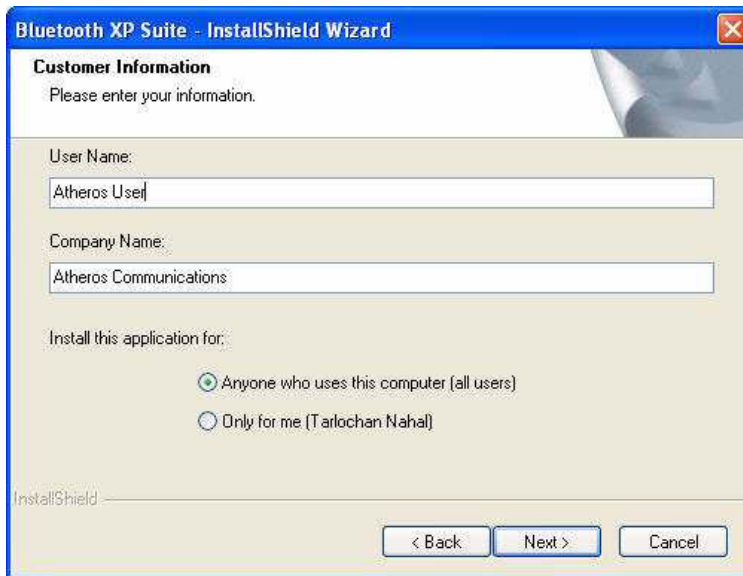 Bluetooth XP Suite - InstallShield Wizard
Customer Information
Please enter your information.
User Name:
Atheros User
Company Name:
Atheros Communications
Install this application for:
Anyone who uses this computer (all users)
Only for me (Tarlochan Nahal)
InstallShield
< Back Next > Cancel